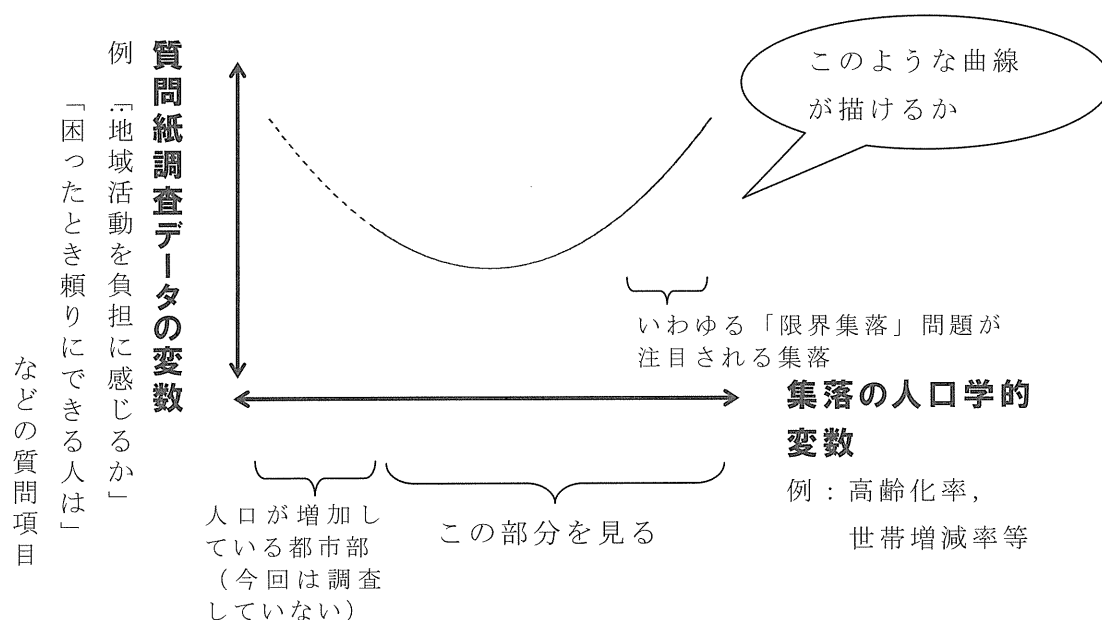 質問紙調査データの変数
例：「地域活動を負担に感じるか」
「困ったとき頼りにできる人は」
などの質問項目
このような曲線
が描けるか
いわゆる「限界集落」問題が
注目される集落
集落の人口学的
変数
例：高齢化率，
世帯増減率等
人口が増加し
ている都市部
（今回は調査
していない）
この部分を見る